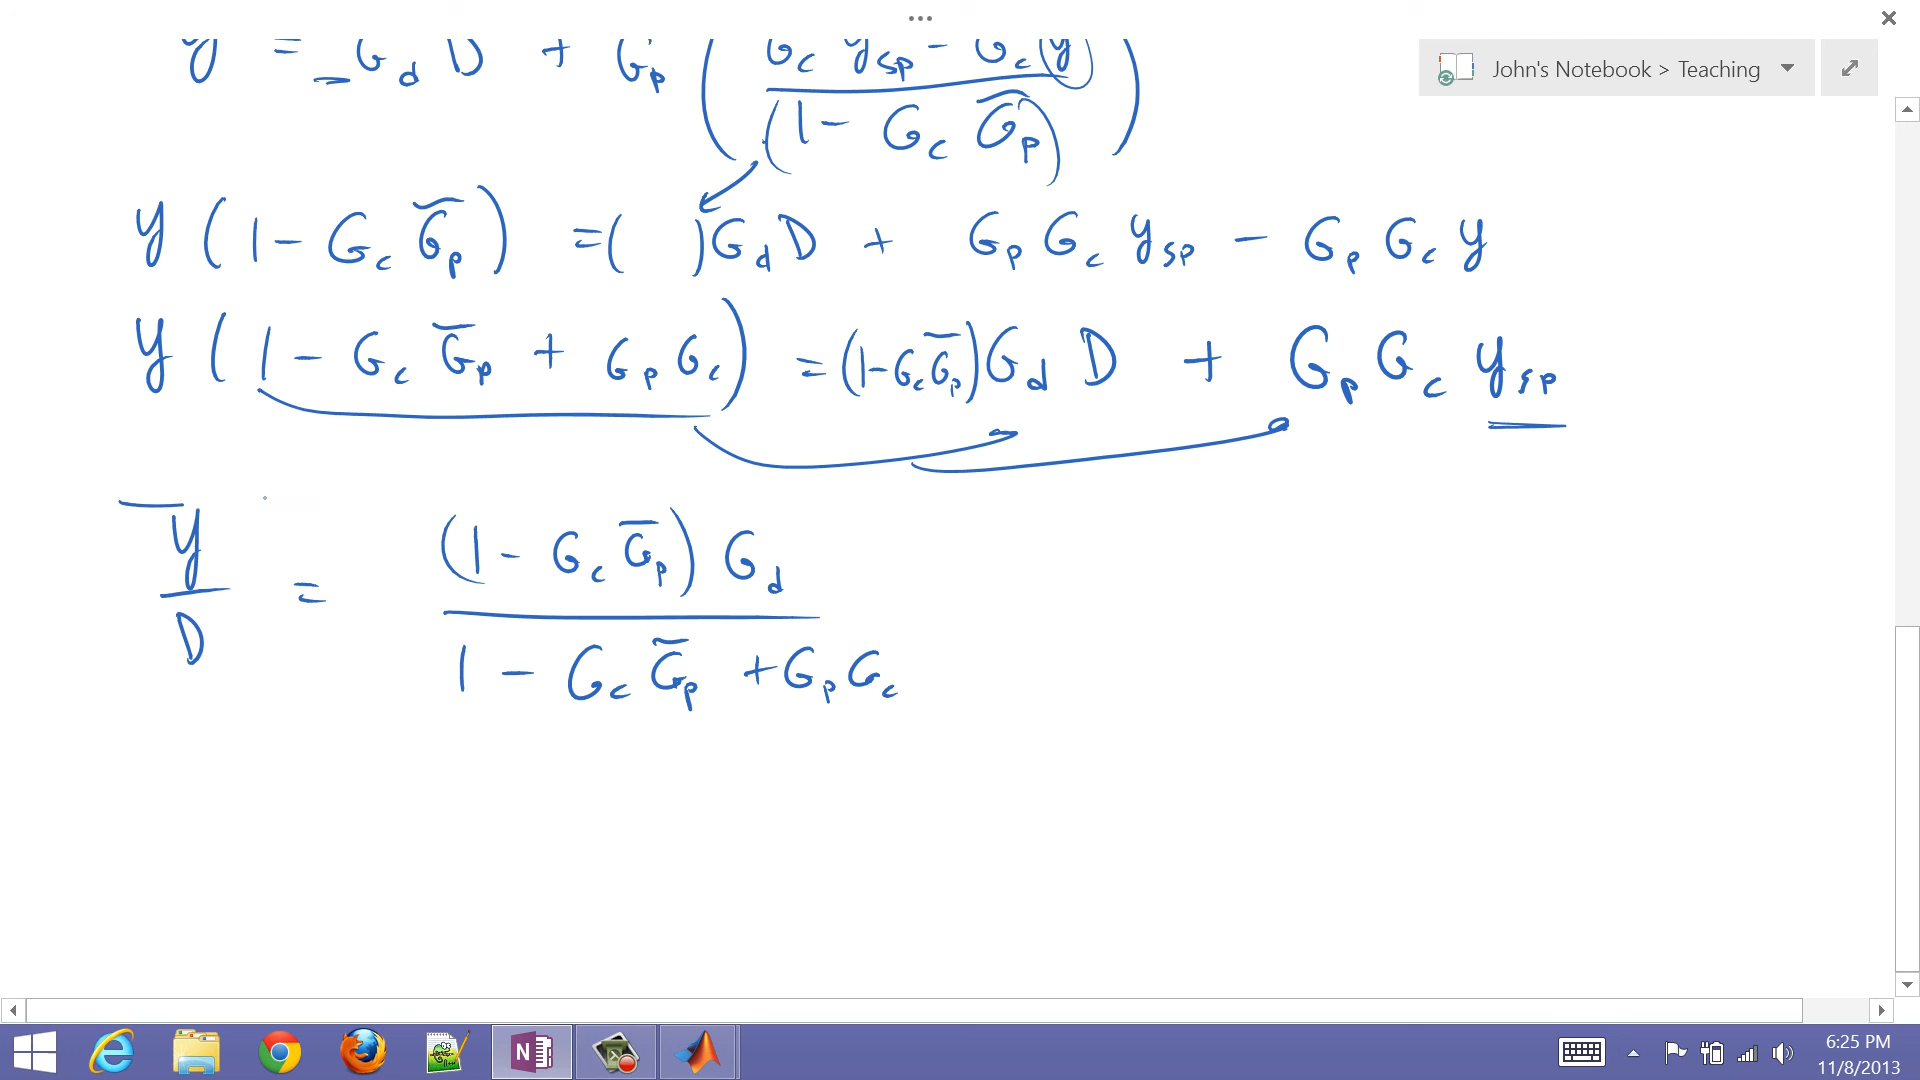 ...
y = G_d D + G_p ( (G_c y_sp - G_c (y) ) / (1 - G_c G̃_p) )
John's Notebook > Teaching
y (1 - G_c G̃_p) = ( ) G_d D + G_p G_c y_sp - G_p G_c y
y (1 - G_c G̃_p + G_p G_c) = (1-G_c G̃_p) G_d D + G_p G_c y_sp
y / D = (1 - G_c G̃_p) G_d / 1 - G_c G̃_p + G_p G_c
N
6:25 PM
11/8/2013